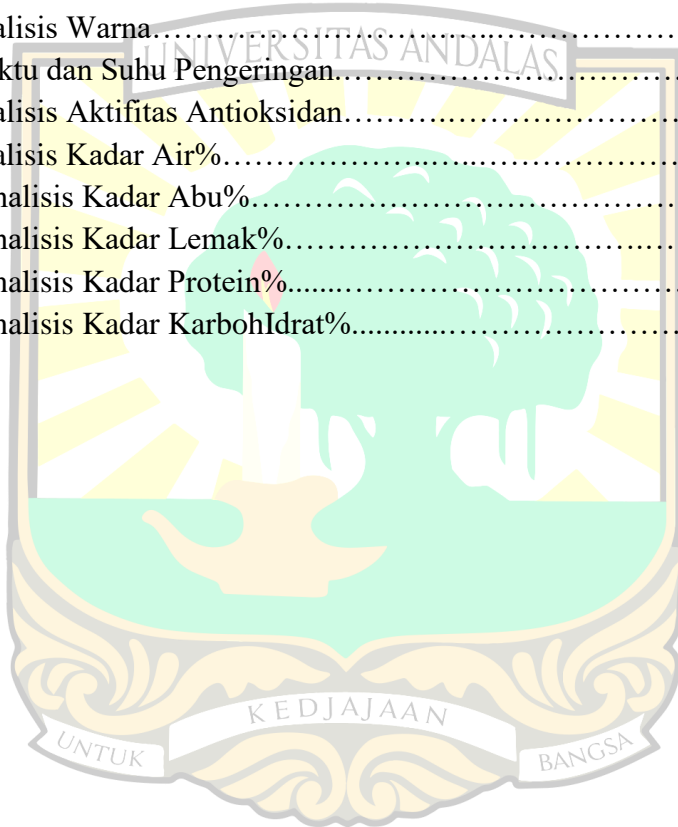 alisis Warna……………………………..……………….
UNIVERSITAS ANDALAS
ktu dan Suhu Pengeringan……………………………….
alisis Aktifitas Antioksidan……….…………………….
alisis Kadar Air%………………..…..………………….
nalisis Kadar Abu%…………………………………….
nalisis Kadar Lemak%………………………….……….
nalisis Kadar Protein%.......…………………………….
nalisis Kadar KarbohIdrat%...........…………………….
KEDJAJAAN
UNTUK
BANGSA